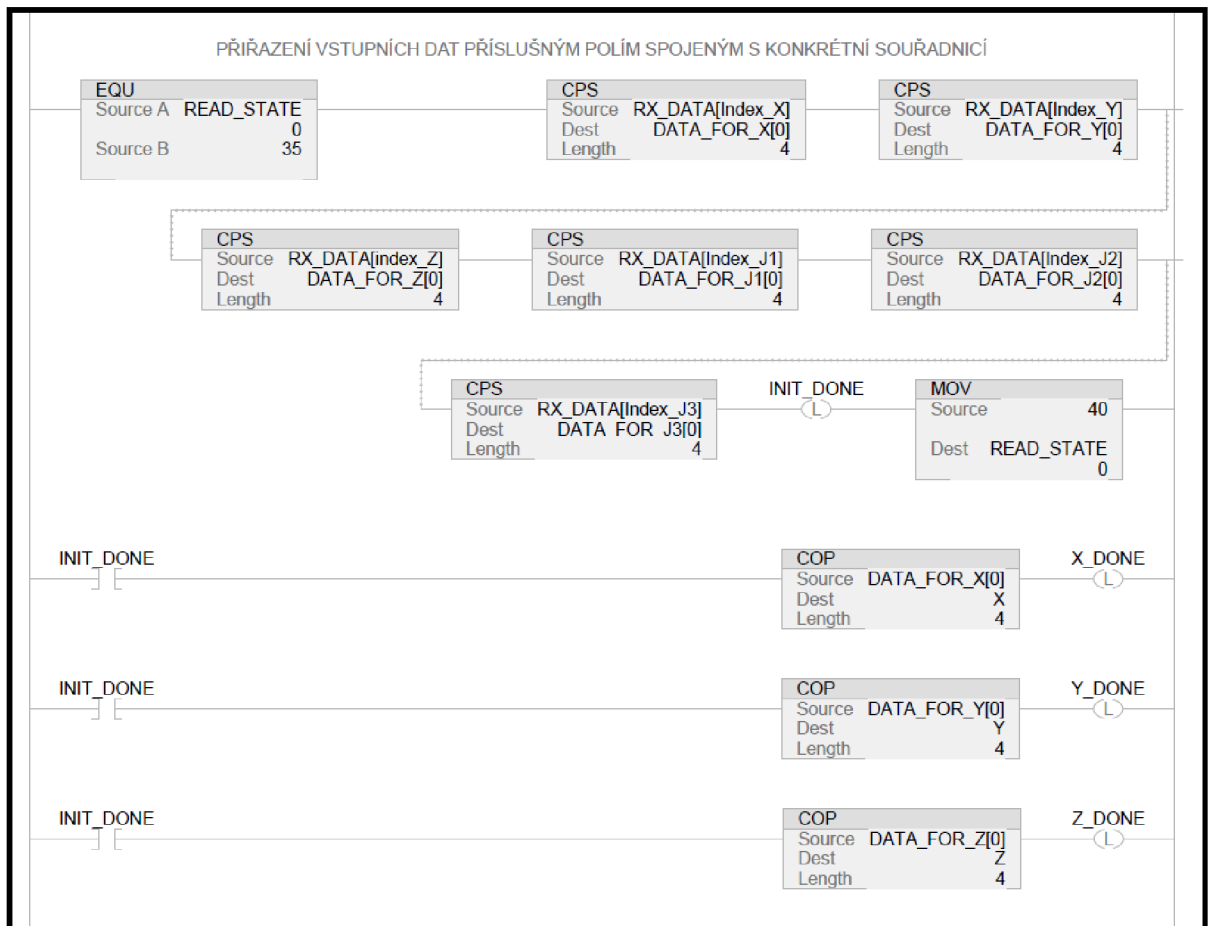 PŘIŘAZENÍ VSTUPNÍCH DAT PŘÍSLUŠNÝM POLÍM SPOJENÝM S KONKRÉTNÍ SOUŘADNICÍ
EQU
Source A READ_STATE
0
Source B 35
CPS
Source RX_DATA[Index_X]
Dest DATA_FOR_X[0]
Length 4
CPS
Source RX_DATA[Index_Y]
Dest DATA_FOR_Y[0]
Length 4
CPS
Source RX_DATA[index_Z]
Dest DATA_FOR_Z[0]
Length 4
CPS
Source RX_DATA[Index_J1]
Dest DATA_FOR_J1[0]
Length 4
CPS
Source RX_DATA[Index_J2]
Dest DATA_FOR_J2[0]
Length 4
CPS
Source RX_DATA[Index_J3]
Dest DATA_FOR_J3[0]
Length 4
INIT_DONE
L
MOV
Source 40
Dest READ_STATE
0
INIT_DONE
COP
Source DATA_FOR_X[0]
Dest X
Length 4
X_DONE
L
INIT_DONE
COP
Source DATA_FOR_Y[0]
Dest Y
Length 4
Y_DONE
L
INIT_DONE
COP
Source DATA_FOR_Z[0]
Dest Z
Length 4
Z_DONE
L